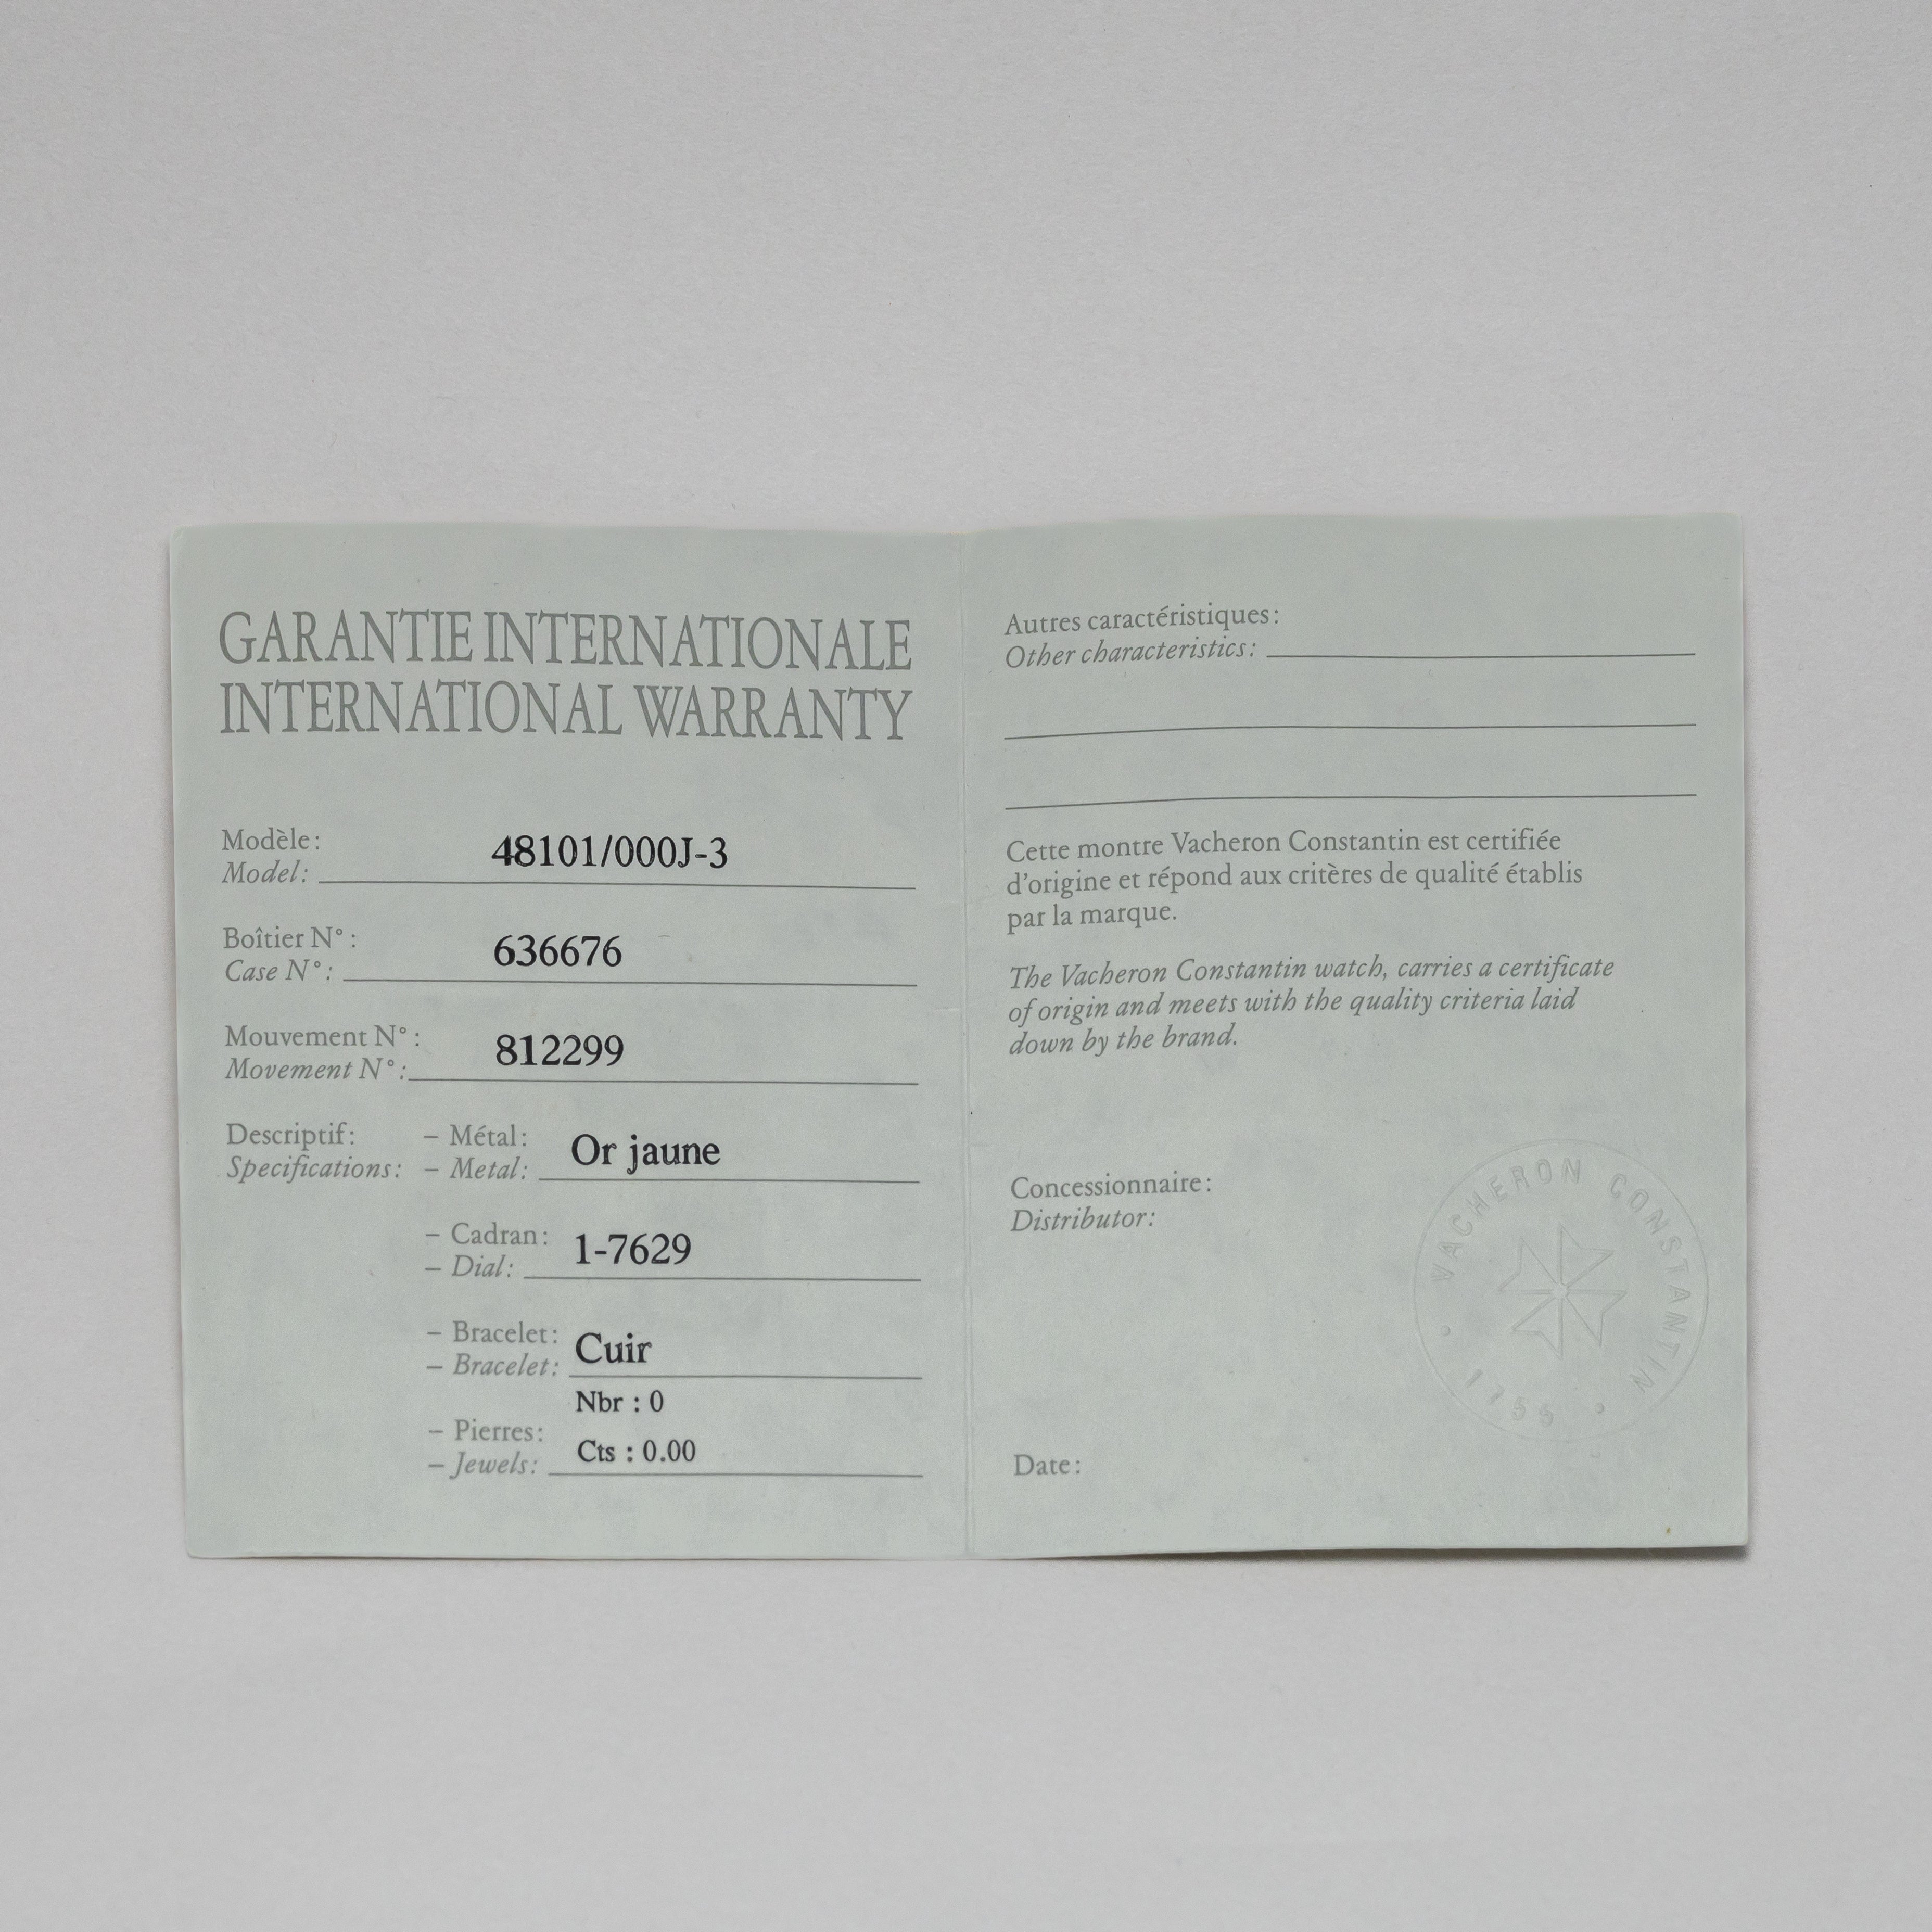 GARANTIE INTERNATIONALE
INTERNATIONAL WARRANTY
Modèle:
Model: 48101/000J-3
Boîtier N°:
Case N°: 636676
Mouvement N°:
Movement N°: 812299
Descriptif: – Métal:
Specifications: – Metal: Or jaune
– Cadran:
– Dial: 1-7629
– Bracelet:
– Bracelet: Cuir
Nbr : 0
– Pierres:
– Jewels: Cts : 0.00
Autres caractéristiques:
Other characteristics:
Cette montre Vacheron Constantin est certifiée
d'origine et répond aux critères de qualité établis
par la marque.
The Vacheron Constantin watch, carries a certificate
of origin and meets with the quality criteria laid
down by the brand.
Concessionnaire:
Distributor:
VACHERON CONSTANTIN
• 1755 •
Date: